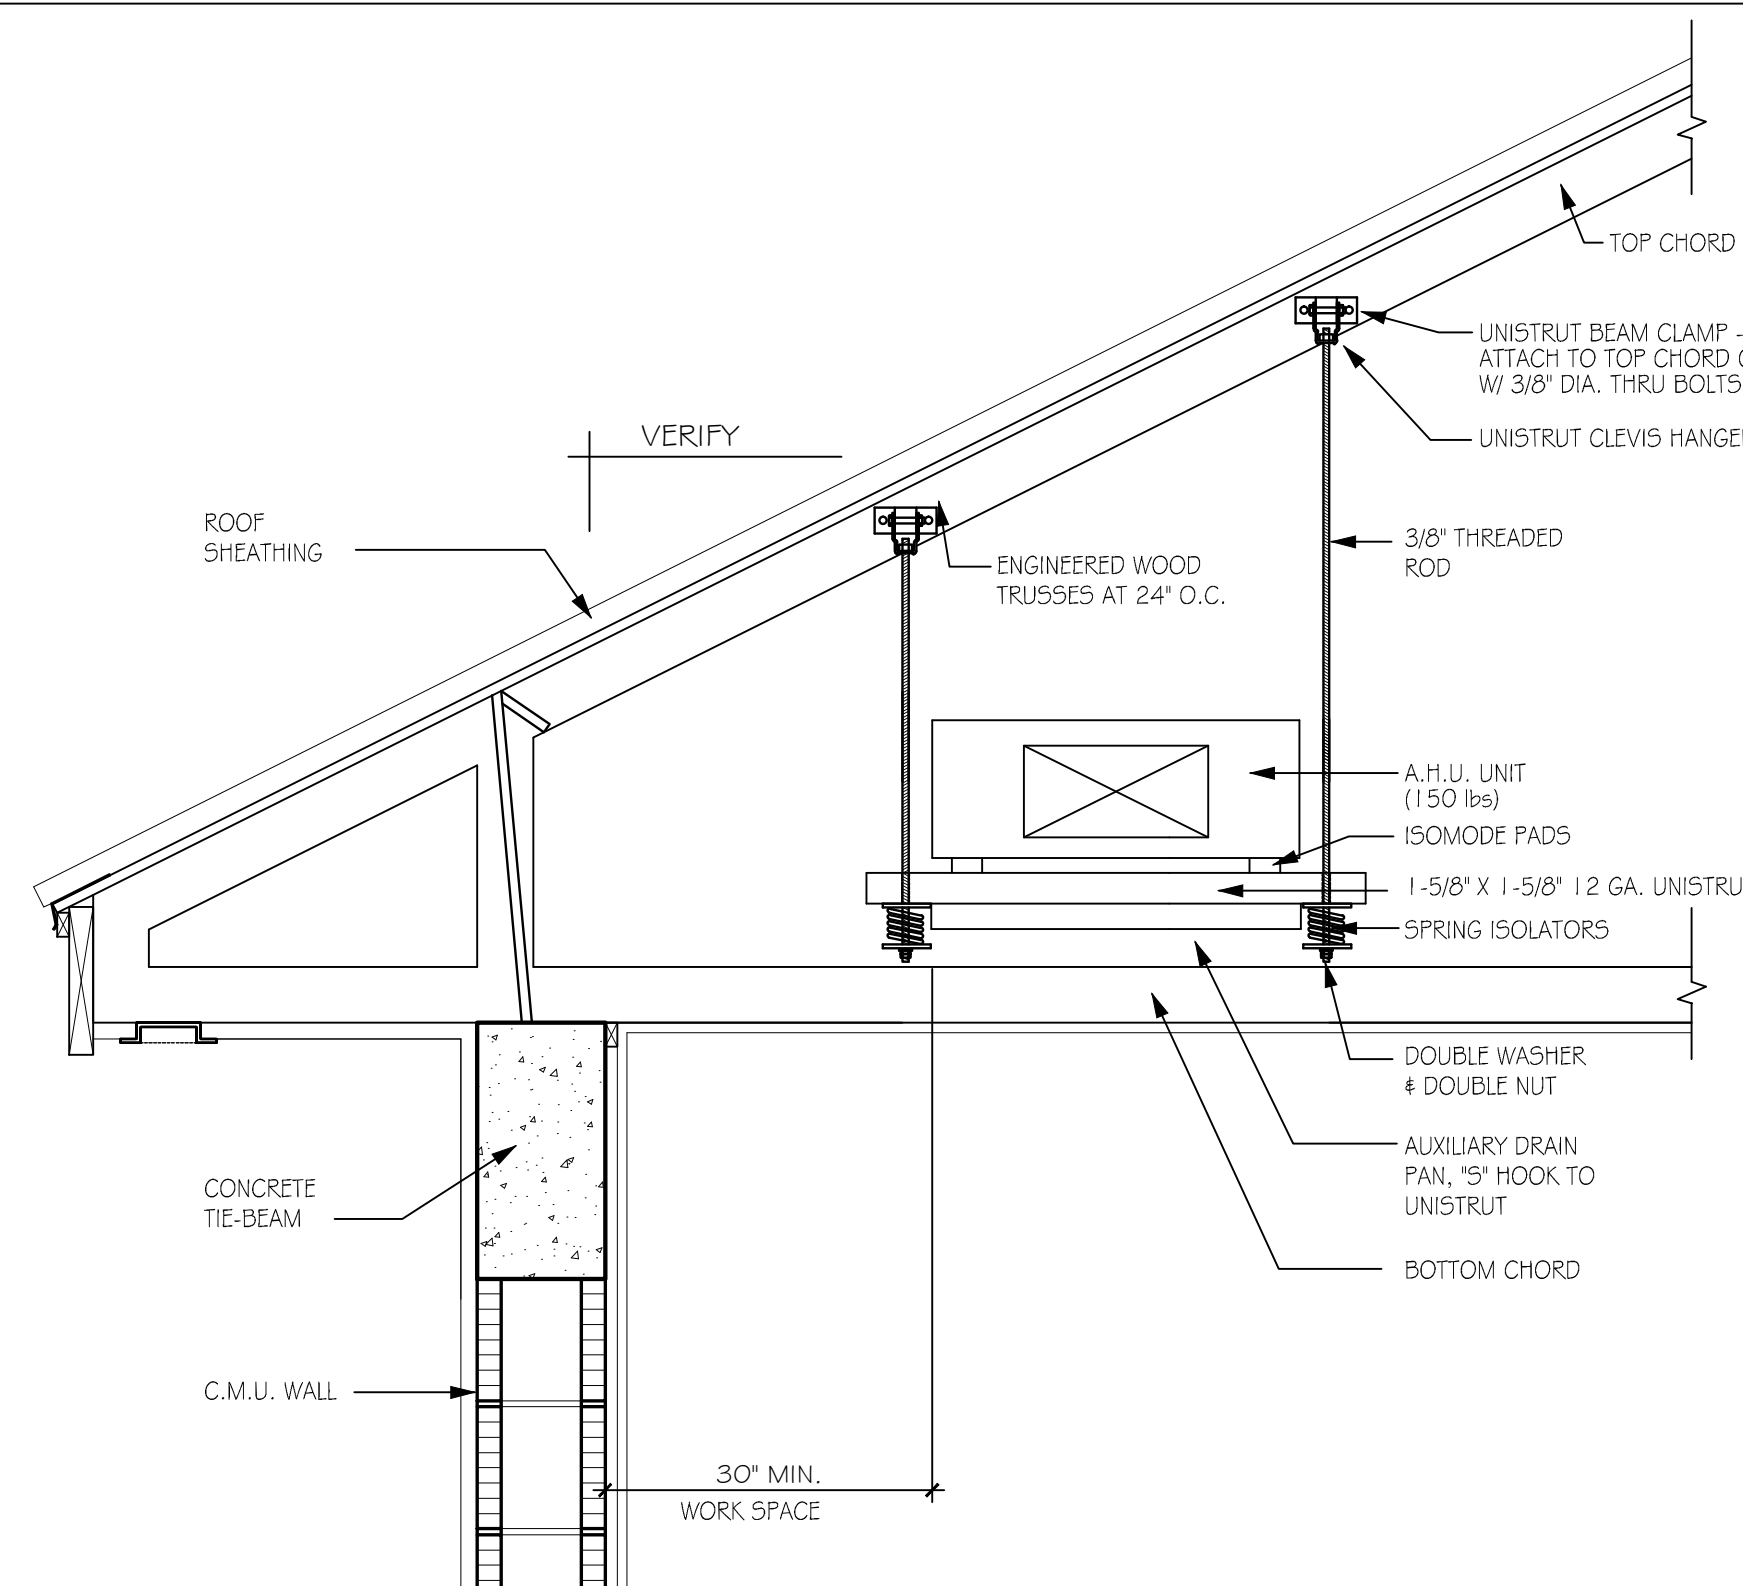 TOP CHORD
UNISTRUT BEAM CLAMP -
ATTACH TO TOP CHORD
W/ 3/8" DIA. THRU BOLTS
UNISTRUT CLEVIS
VERIFY
ROOF
SHEATHING
3/8" THREADED
ROD
ENGINEERED WOOD
TRUSSES AT 24" O.C.
A.H.U. UNIT
(150 lbs)
ISOMODE PADS
1-5/8" X 1-5/8" 12 GA.
SPRING ISOLATORS
DOUBLE WASHER
& DOUBLE NUT
AUXILIARY DRAIN
PAN, "S" HOOK TO
UNISTRUT
CONCRETE
TIE-BEAM
BOTTOM CHORD
C.M.U. WALL
30" MIN.
WORK SPACE